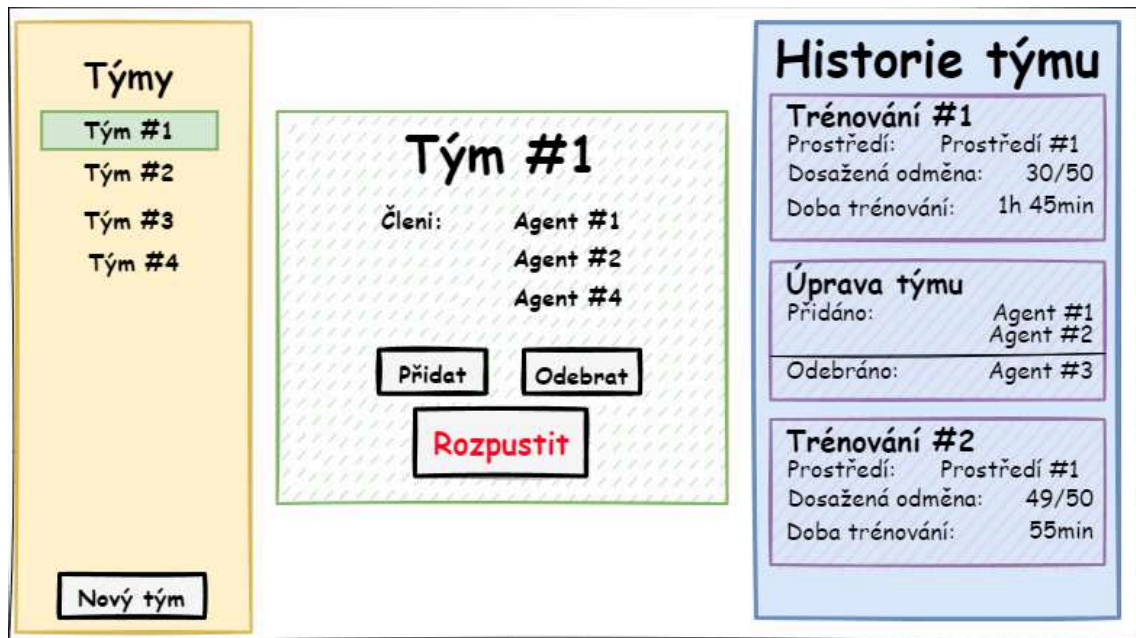 Týmy
Tým #1
Tým #2
Tým #3
Tým #4
Nový tým
Tým #1
Členi: Agent #1
Agent #2
Agent #4
Přidat Odebrat
Rozpustit
Historie týmu
Trénování #1
Prostředí: Prostředí #1
Dosažená odměna: 30/50
Doba trénování: 1h 45min
Úprava týmu
Přidáno: Agent #1
Agent #2
Odebráno: Agent #3
Trénování #2
Prostředí: Prostředí #1
Dosažená odměna: 49/50
Doba trénování: 55min